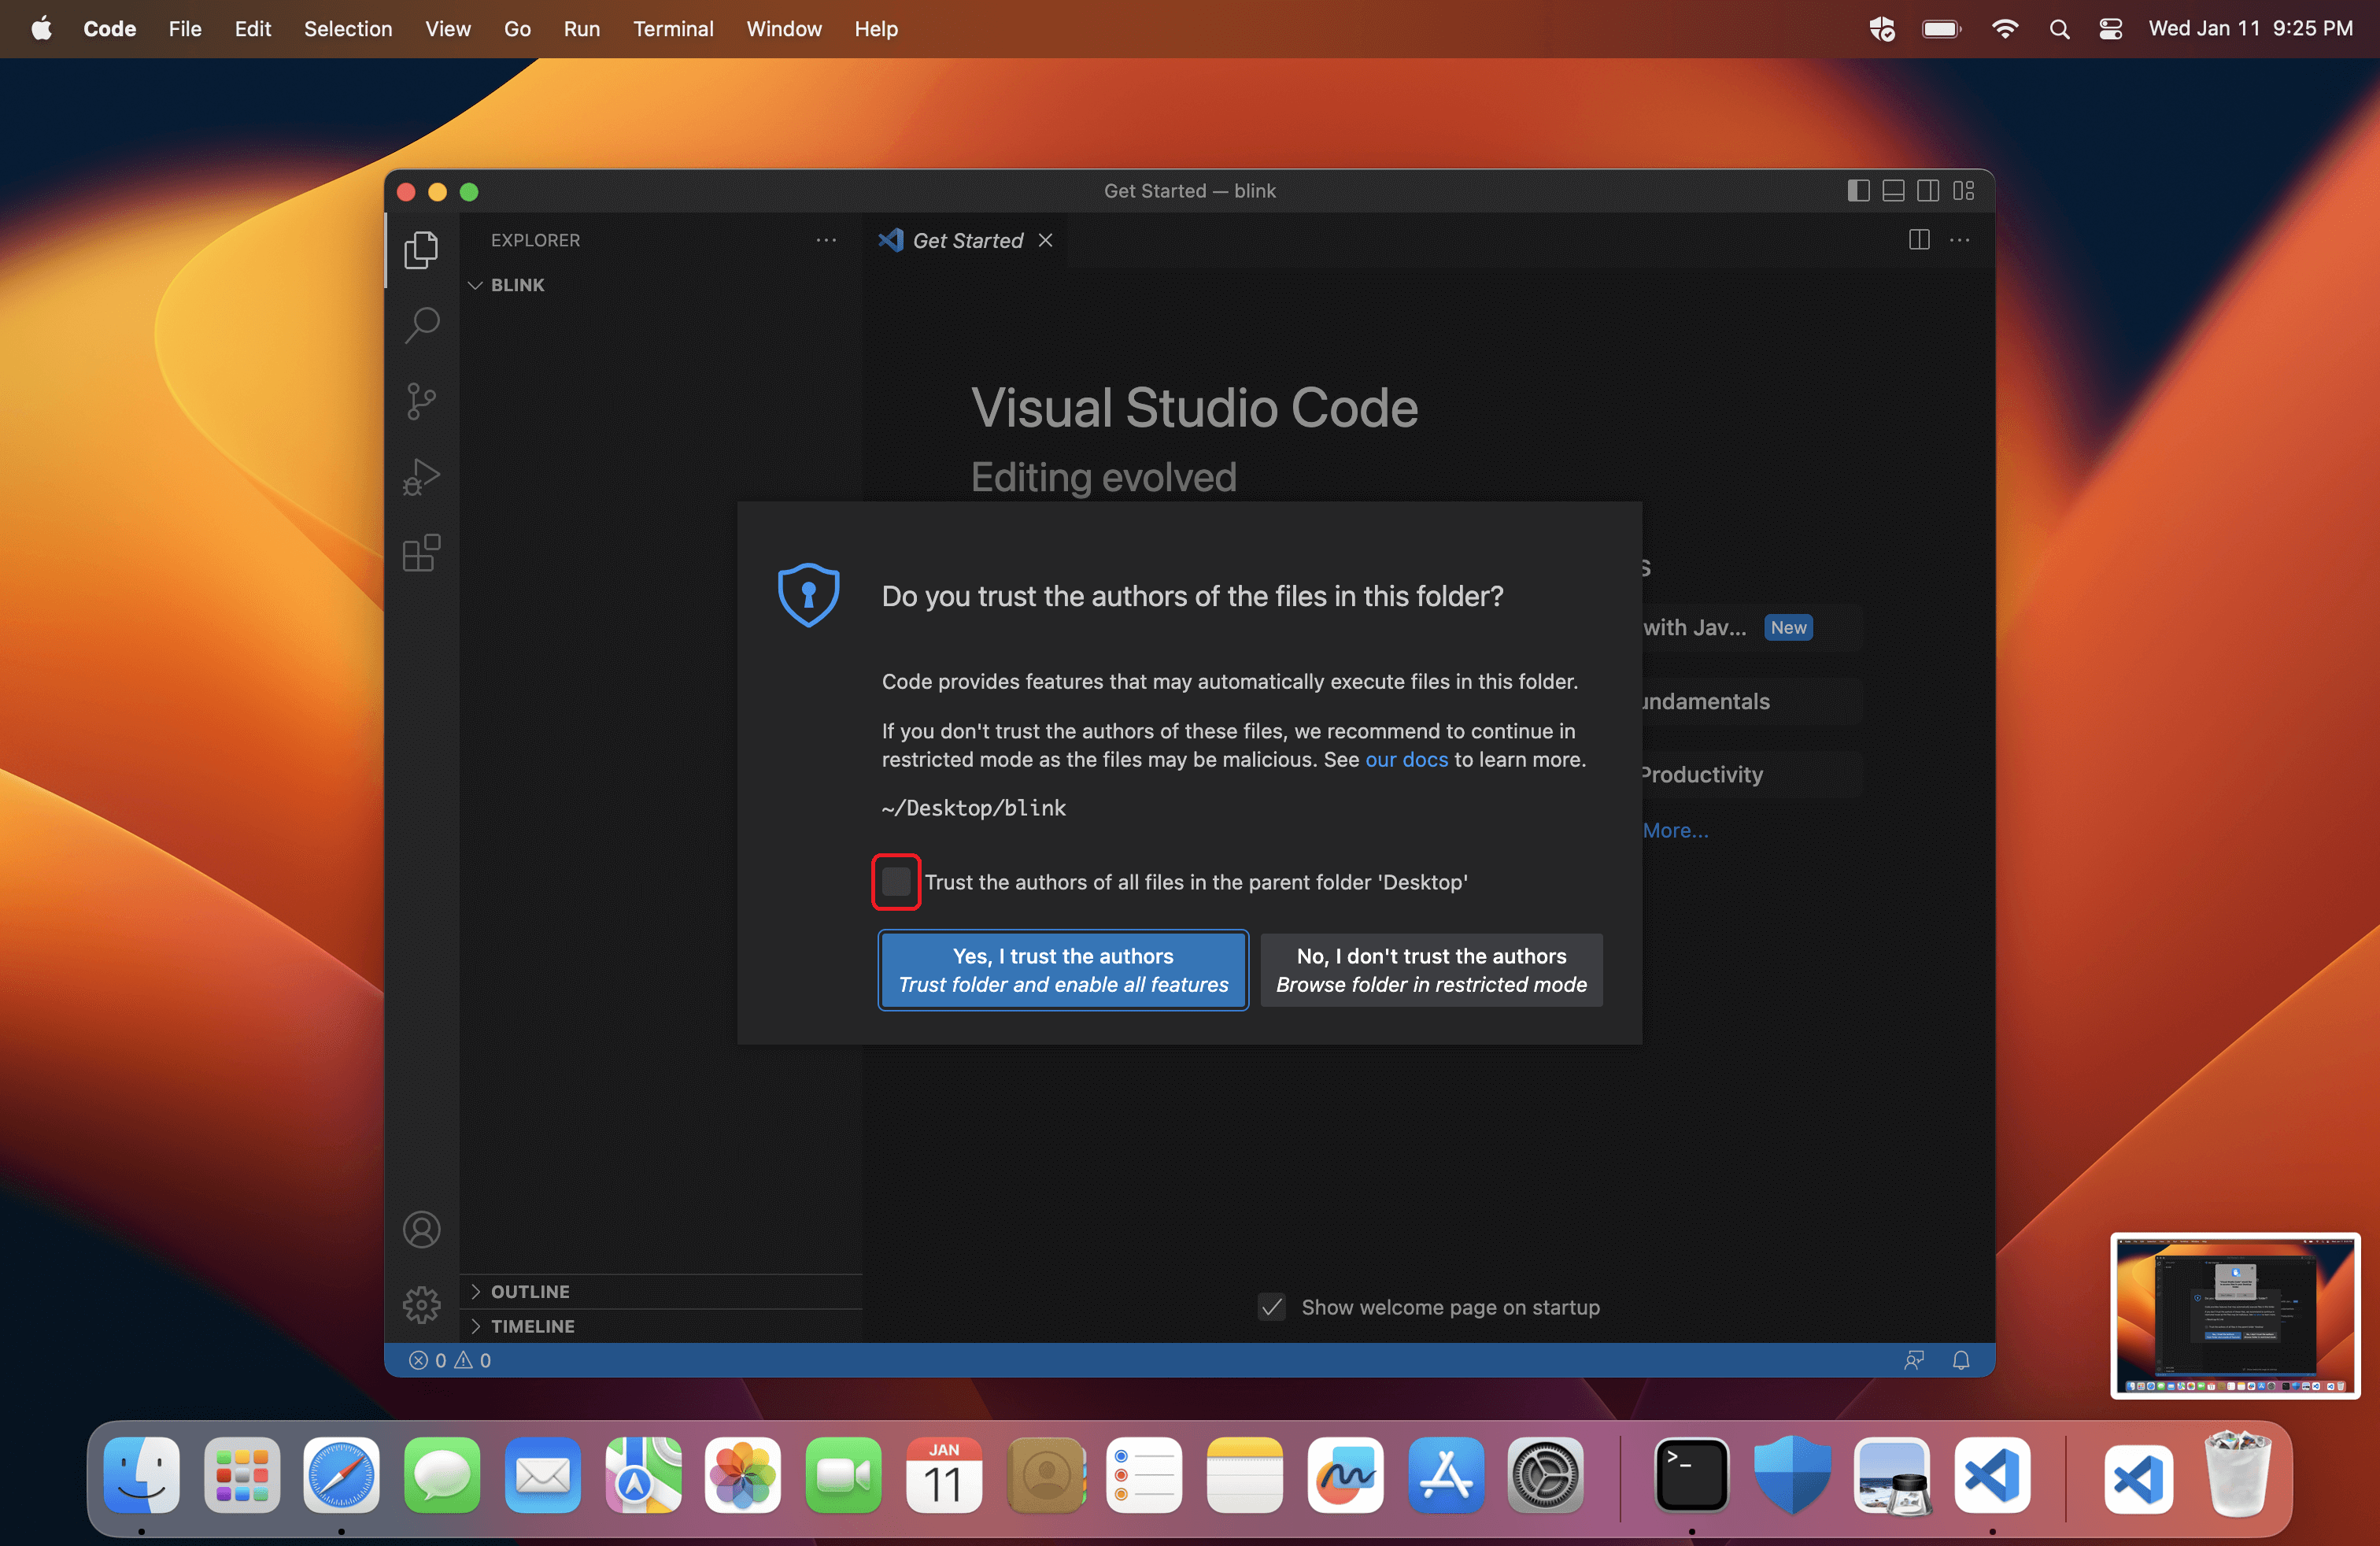 Code File Edit Selection View Go Run Terminal Window Help
Wed Jan 11 9:25 PM
Get Started — blink
EXPLORER
Get Started
BLINK
Visual Studio Code
Editing evolved
s
Do you trust the authors of the files in this folder?
with Jav... New
Code provides features that may automatically execute files in this folder.
undamentals
If you don't trust the authors of these files, we recommend to continue in
restricted mode as the files may be malicious. See our docs to learn more.
Productivity
~/Desktop/blink
More...
Trust the authors of all files in the parent folder 'Desktop'
Yes, I trust the authors
Trust folder and enable all features
No, I don't trust the authors
Browse folder in restricted mode
OUTLINE
Show welcome page on startup
TIMELINE
0 0
JAN
11
>_